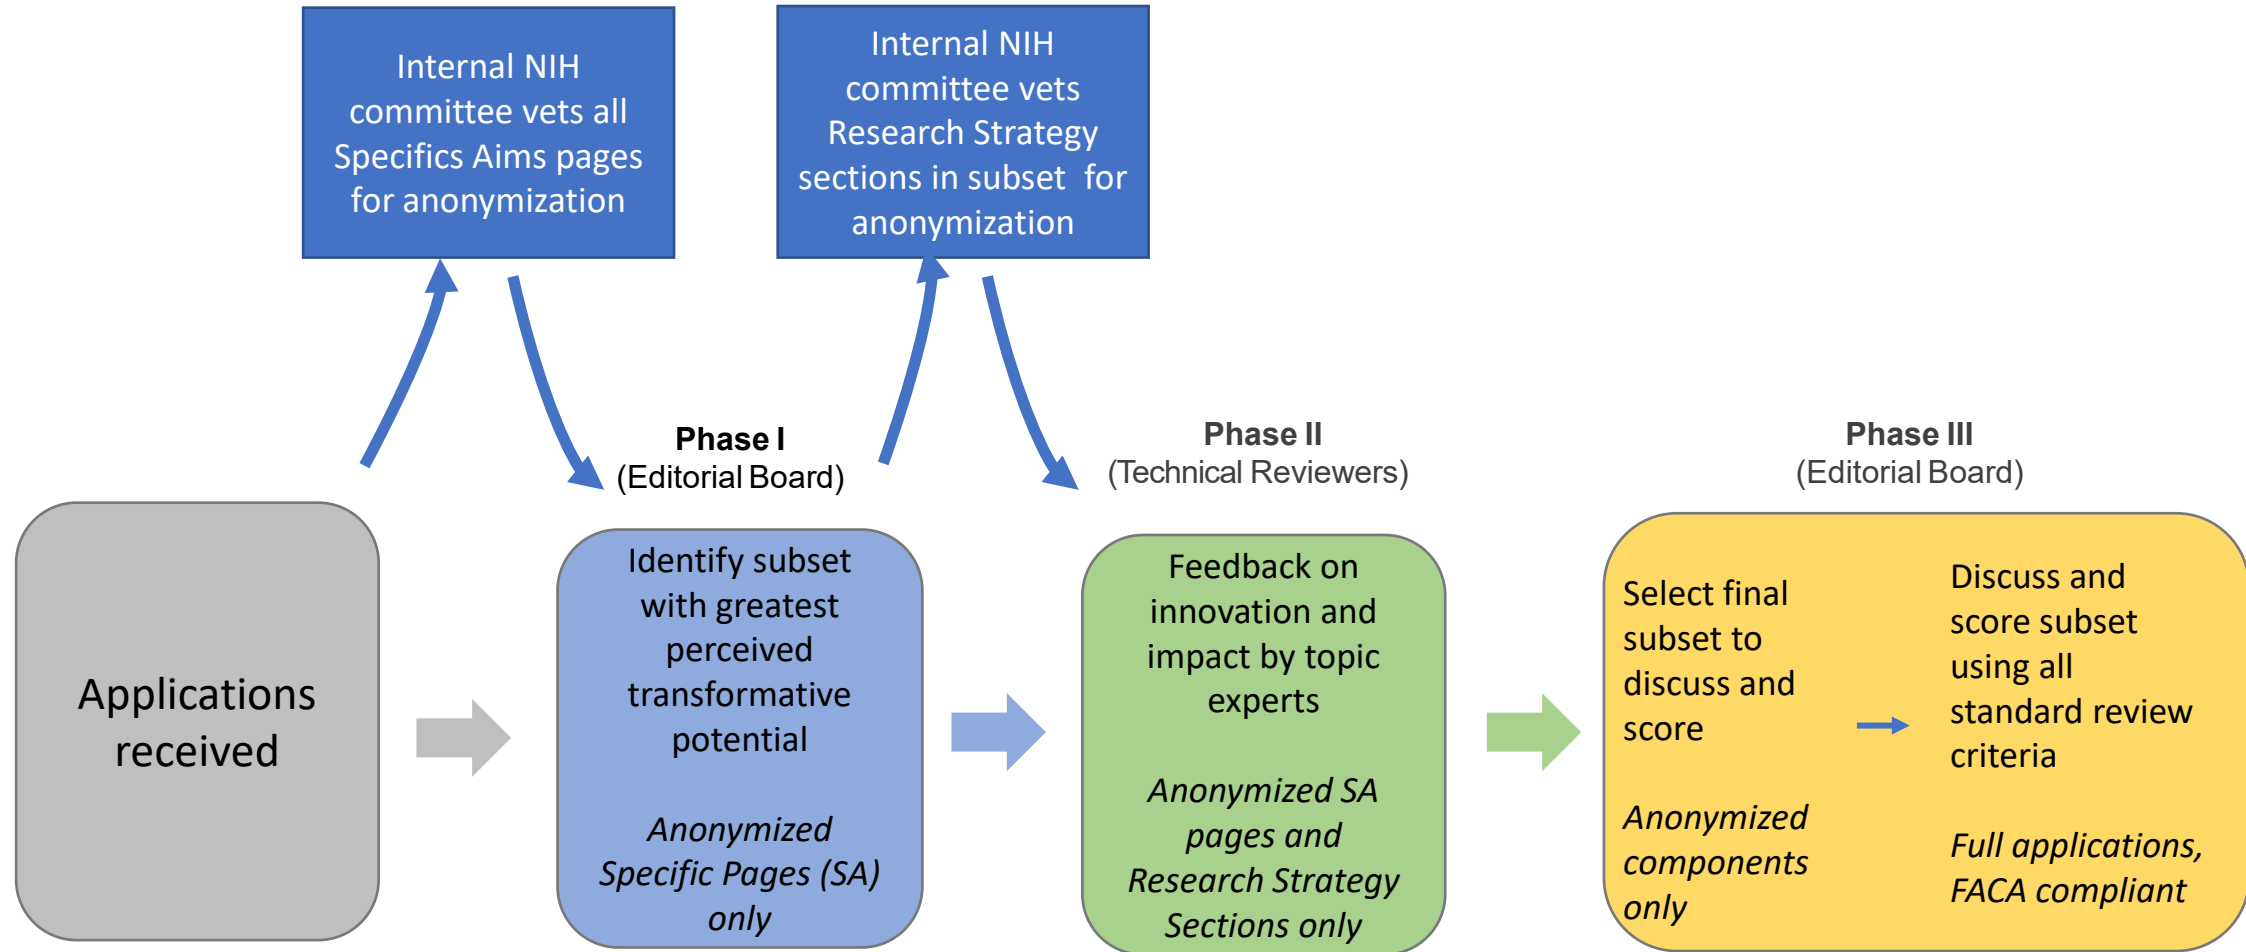 Internal NIH
committee vets all
Specifics Aims pages
for anonymization
Internal NIH
committee vets
Research Strategy
sections in subset for
anonymization
Phase I
(Editorial Board)
Phase II
(Technical Reviewers)
Phase III
(Editorial Board)
Applications
received
Identify subset
with greatest
perceived
transformative
potential
Anonymized
Specific Pages (SA)
only
Feedback on
innovation and
impact by topic
experts
Anonymized SA
pages and
Research Strategy
Sections only
Select final
subset to
discuss and
score
Anonymized
components
only
Discuss and
score subset
using all
standard review
criteria
Full applications,
FACA compliant